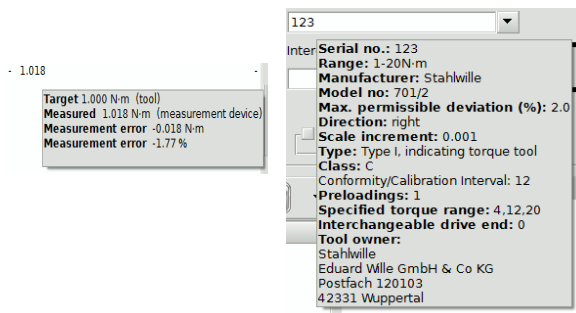 - 1.018 -
Target 1.000 N·m (tool)
Measured 1.018 N·m (measurement device)
Measurement error -0.018 N·m
Measurement error -1.77 %
123
Inter
Serial no.: 123
Range: 1-20N·m
Manufacturer: Stahlwille
Model no: 701/2
Max. permissible deviation (%): 2.0
Direction: right
Scale increment: 0.001
Type: Type I, indicating torque tool
Class: C
Conformity/Calibration Interval: 12
Preloadings: 1
Specified torque range: 4,12,20
Interchangeable drive end: 0
Tool owner:
Stahlwille
Eduard Wille GmbH & Co KG
Postfach 120103
42331 Wuppertal